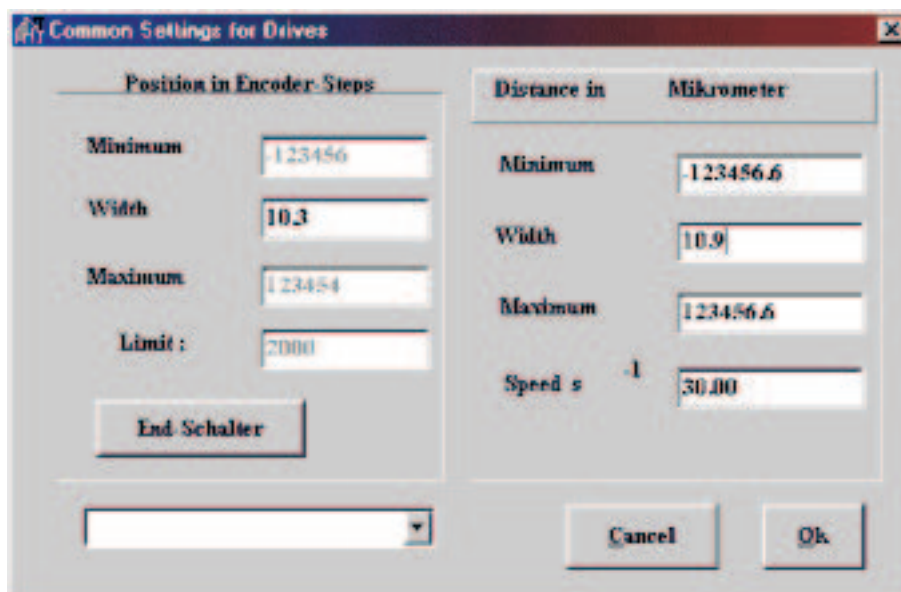 Common Settings for Drives
Position in Encoder-Steps
Minimum -123456
Width 10.3
Maximum 123454
Limit : 2000
End-Schalter
Distance in Mikrometer
Minimum -123456.6
Width 10.9
Maximum 123456.6
Speed s -1 30.00
Cancel Ok